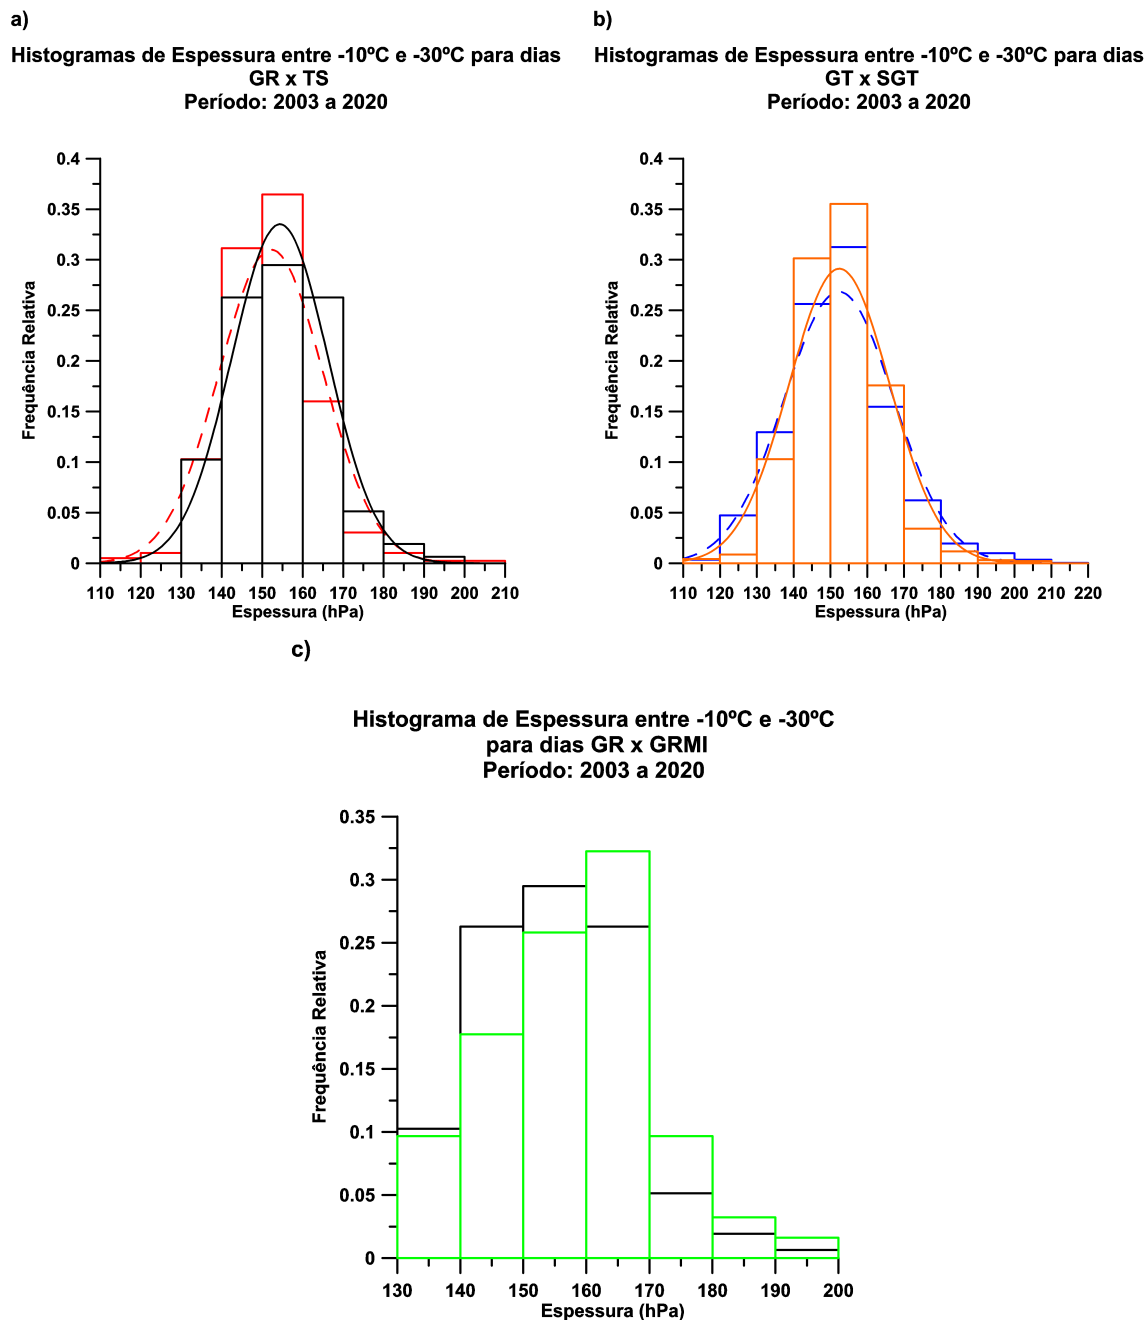 a)
Histogramas de Espessura entre -10ºC e -30ºC para dias
GR x TS
Período: 2003 a 2020
0.4
0.35
0.3
0.25
0.2
0.15
0.1
0.05
0
Frequência Relativa
110 120 130 140 150 160 170 180 190 200 210
Espessura (hPa)
b)
Histogramas de Espessura entre -10ºC e -30ºC para dias
GT x SGT
Período: 2003 a 2020
0.4
0.35
0.3
0.25
0.2
0.15
0.1
0.05
0
Frequência Relativa
110 120 130 140 150 160 170 180 190 200 210 220
Espessura (hPa)
c)
Histograma de Espessura entre -10ºC e -30ºC
para dias GR x GRMI
Período: 2003 a 2020
0.35
0.3
0.25
0.2
0.15
0.1
0.05
0
Frequência Relativa
130 140 150 160 170 180 190 200
Espessura (hPa)